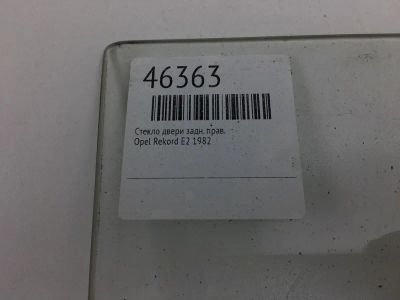 46363
Стекло двери задн. прав.
Opel Rekord E2 1982